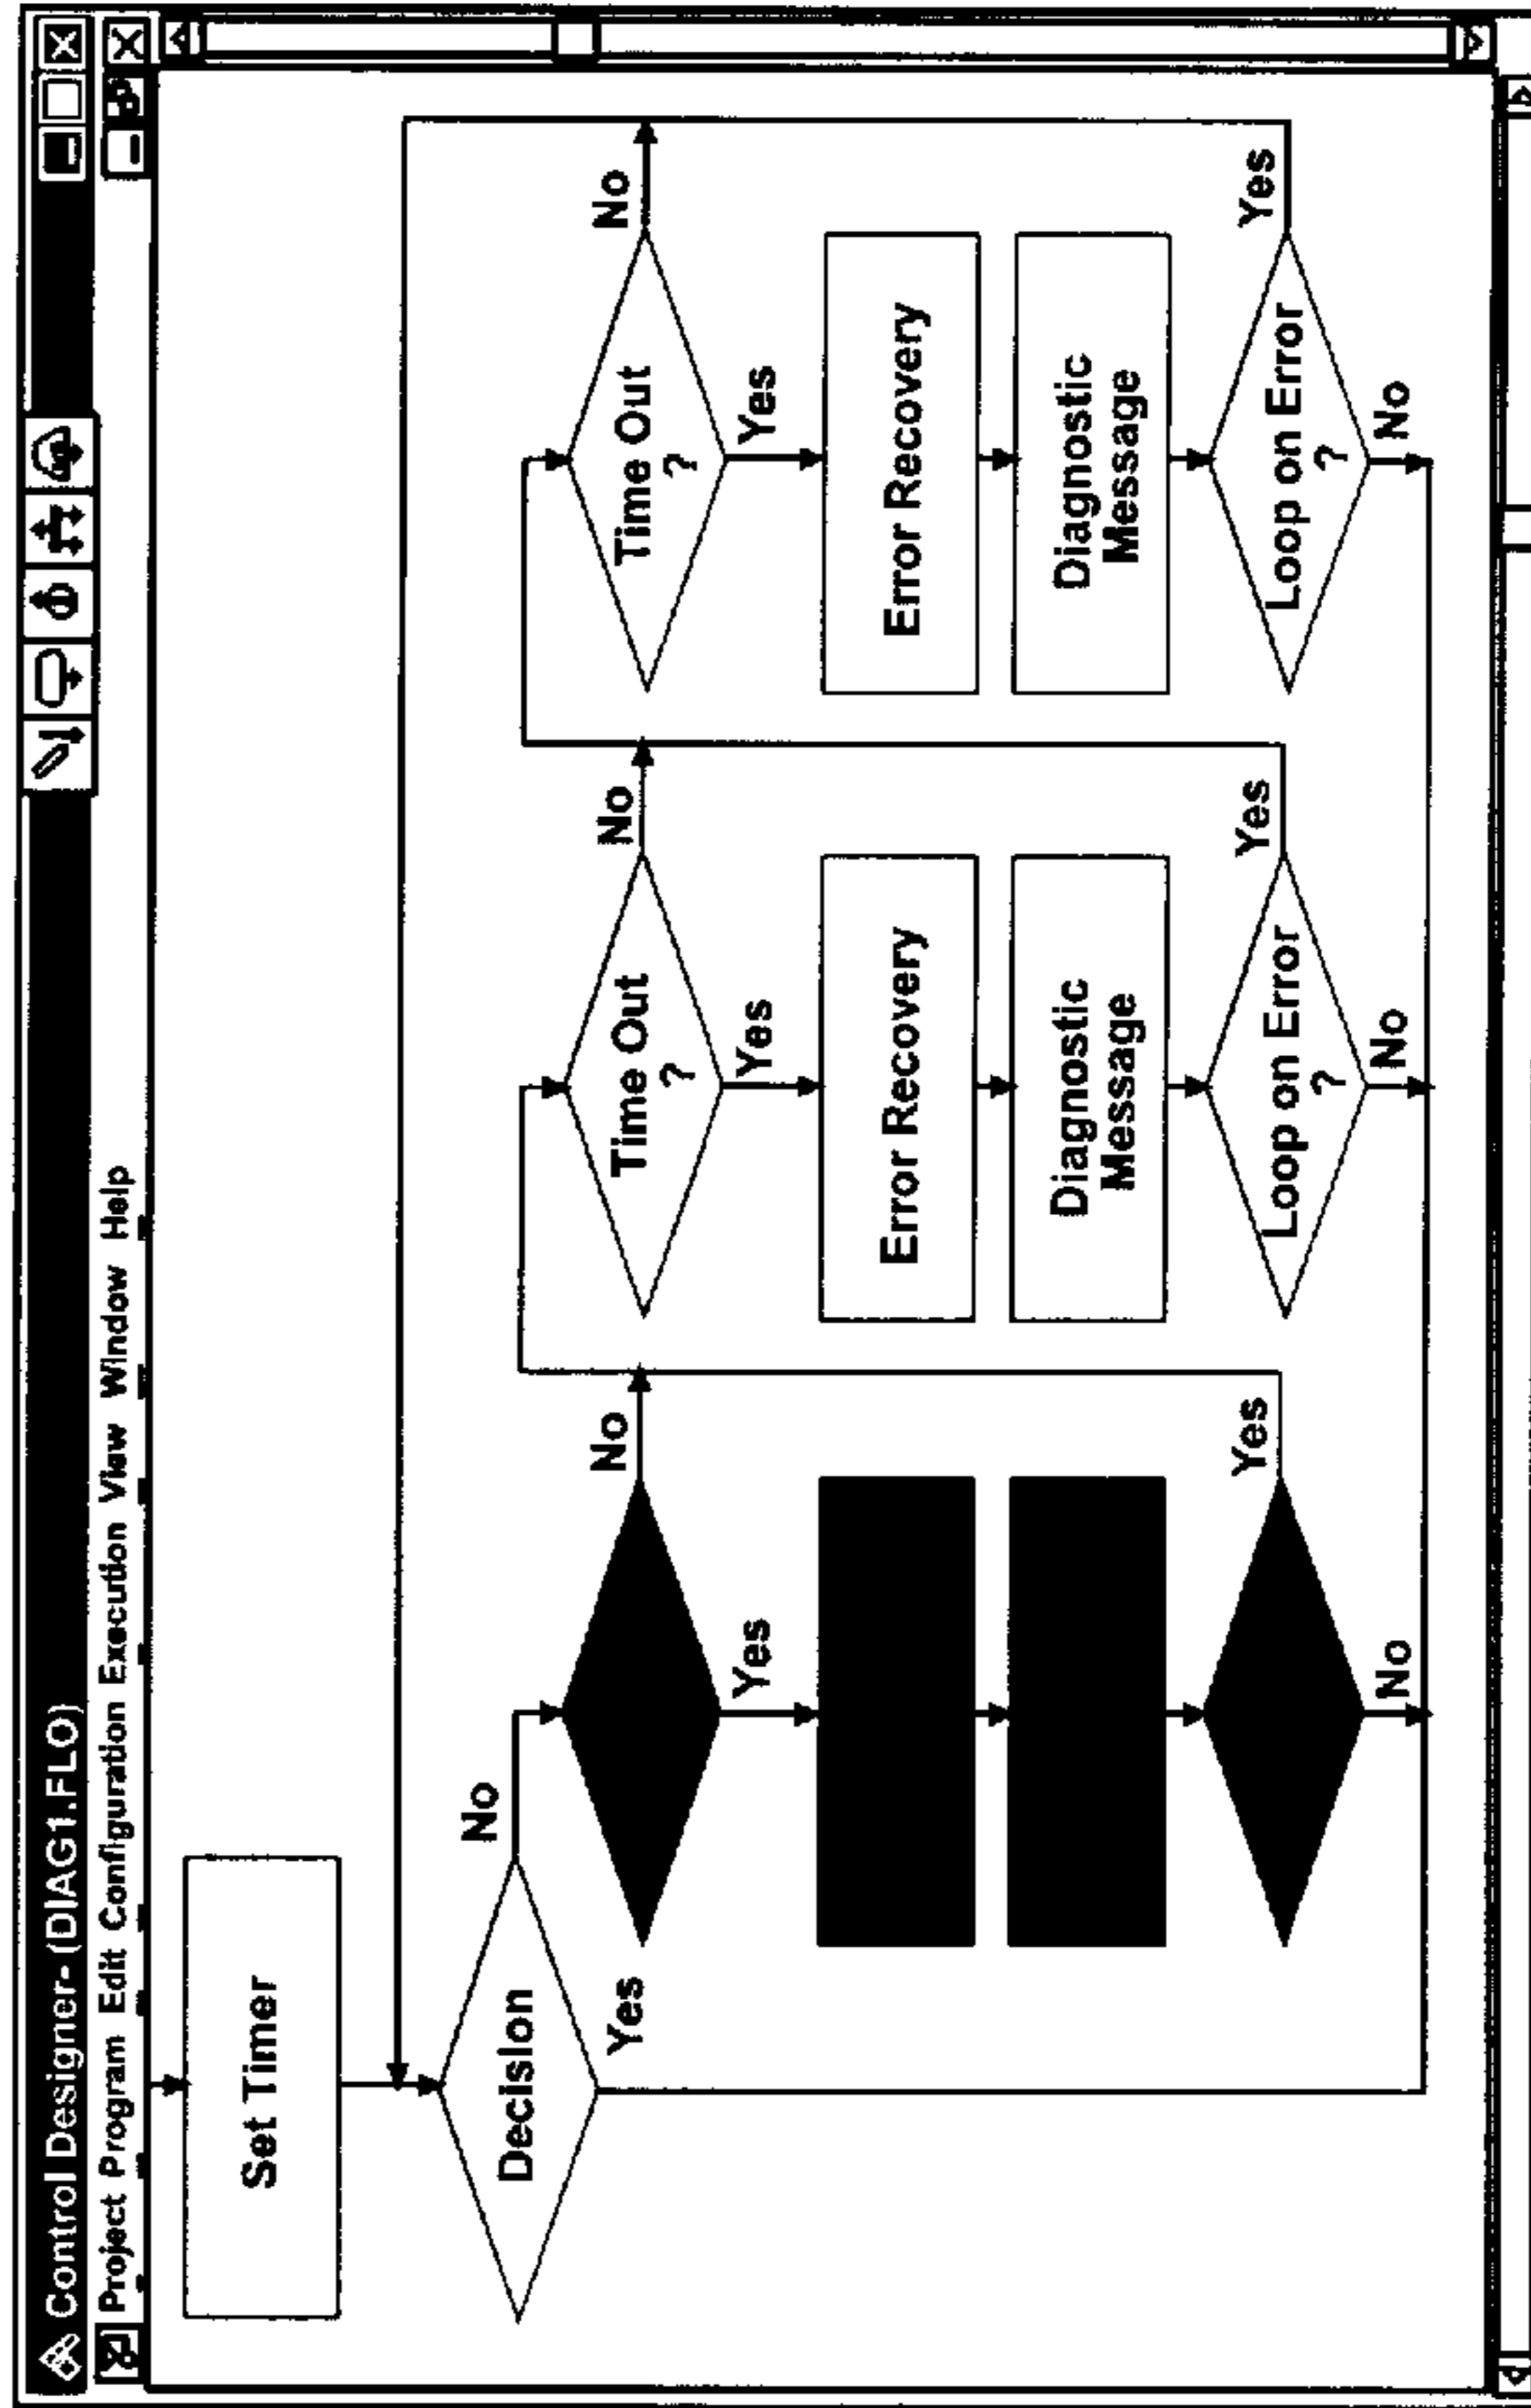 Control Designer- (DIAG1.FLO)
Project Program Edit Configuration Execution View Window Help
Set Timer
Decision
No
Yes
No
Yes
Yes
No
Time Out
?
No
Yes
Error Recovery
Diagnostic
Message
Loop on Error
?
Yes
No
Time Out
?
No
Yes
Error Recovery
Diagnostic
Message
Loop on Error
?
Yes
No